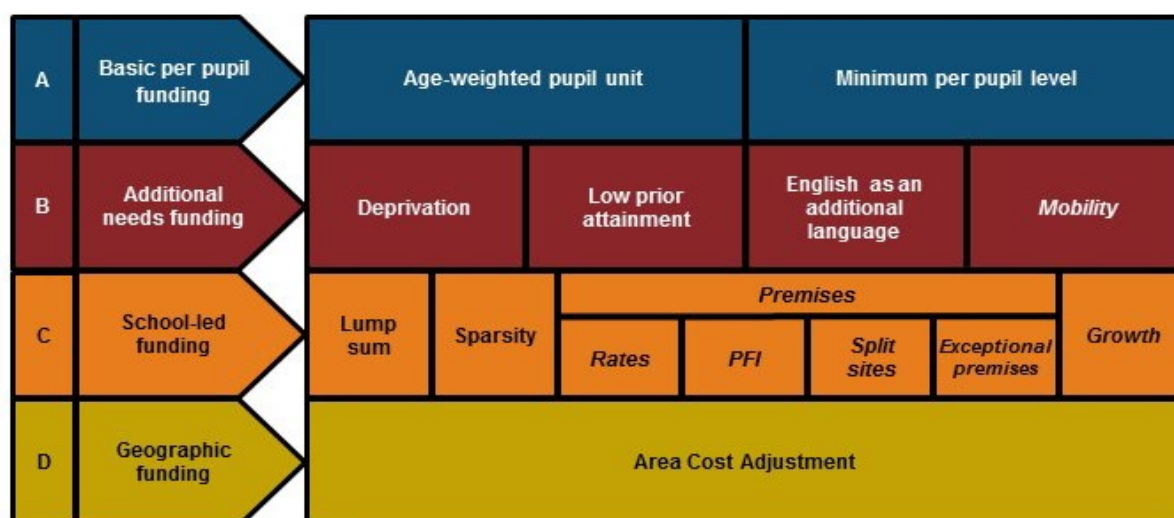 A
Basic per pupil
funding
Age-weighted pupil unit
Minimum per pupil level
B
Additional
needs funding
Deprivation
Low prior
attainment
English as an
additional
language
Mobility
C
School-led
funding
Lump
sum
Sparsity
Premises
Rates
PFI
Split
sites
Exceptional
premises
Growth
D
Geographic
funding
Area Cost Adjustment